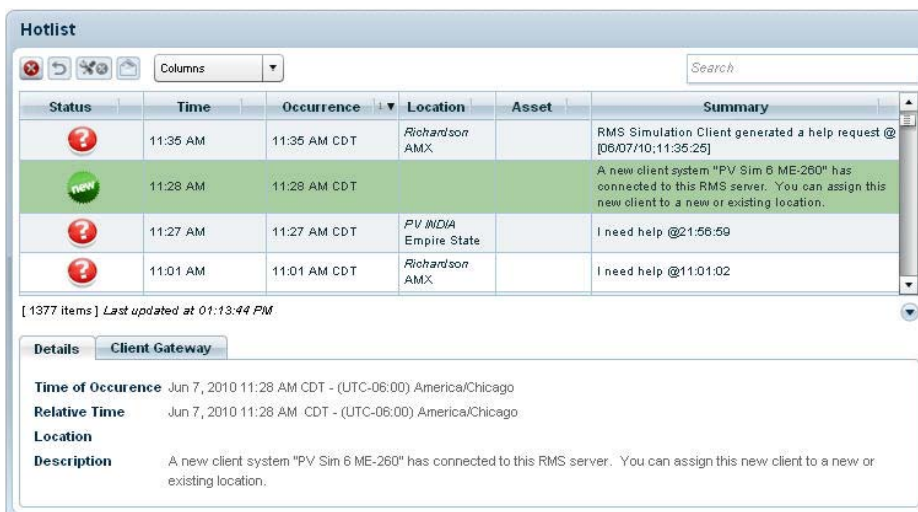 Hotlist
Columns
Search
Status Time Occurrence 1 Location Asset Summary
11:35 AM 11:35 AM CDT Richardson AMX RMS Simulation Client generated a help request @ [06/07/10;11:35:25]
new 11:28 AM 11:28 AM CDT A new client system "PV Sim 6 ME-260" has connected to this RMS server. You can assign this new client to a new or existing location.
? 11:27 AM 11:27 AM CDT PV INDIA Empire State I need help @21:56:59
? 11:01 AM 11:01 AM CDT Richardson AMX I need help @11:01:02
[ 1377 items ] Last updated at 01:13:44 PM
Details Client Gateway
Time of Occurence Jun 7, 2010 11:28 AM CDT - (UTC-06:00) America/Chicago
Relative Time Jun 7, 2010 11:28 AM CDT - (UTC-06:00) America/Chicago
Location
Description A new client system "PV Sim 6 ME-260" has connected to this RMS server. You can assign this new client to a new or
existing location.